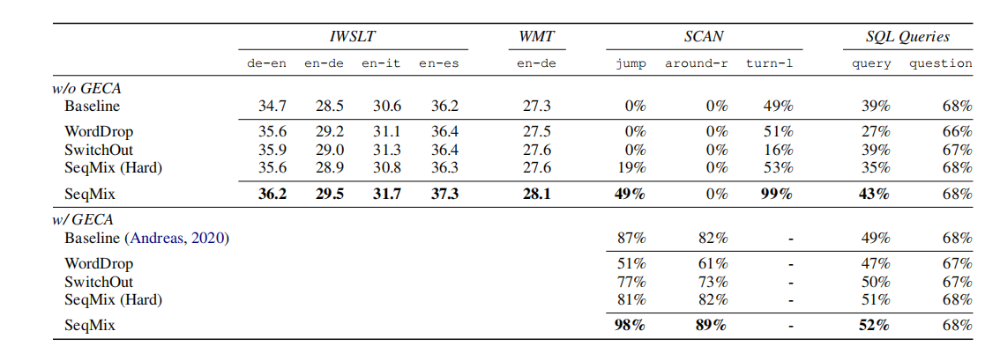 IWSLT WMT SCAN SQL Queries
de-en en-de en-it en-es en-de jump around-r turn-l query question
w/o GECA
Baseline 34.7 28.5 30.6 36.2 27.3 0% 0% 49% 39% 68%
WordDrop 35.6 29.2 31.1 36.4 27.5 0% 0% 51% 27% 66%
SwitchOut 35.9 29.0 31.3 36.4 27.6 0% 0% 16% 39% 67%
SeqMix (Hard) 35.6 28.9 30.8 36.3 27.6 19% 0% 53% 35% 68%
SeqMix 36.2 29.5 31.7 37.3 28.1 49% 0% 99% 43% 68%
w/ GECA
Baseline (Andreas, 2020) 87% 82% - 49% 68%
WordDrop 51% 61% - 47% 67%
SwitchOut 77% 73% - 50% 67%
SeqMix (Hard) 81% 82% - 51% 68%
SeqMix 98% 89% - 52% 68%